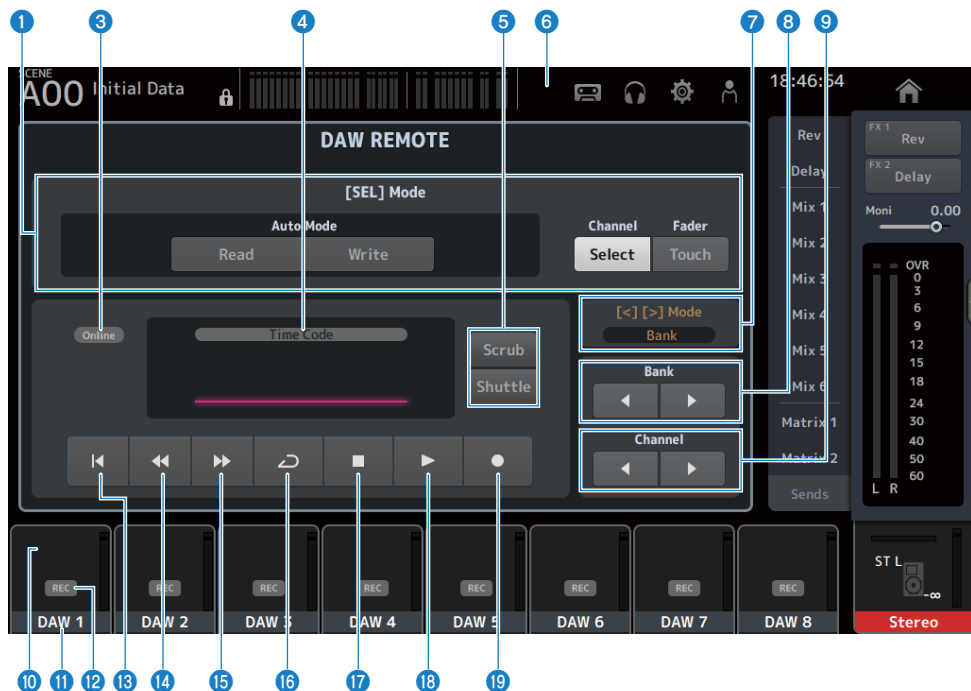 1 3 4 5 6 7 8 9
SCENE
A00 Initial Data
18:46:54
DAW REMOTE
[SEL] Mode
Auto Mode
Read Write
Channel Fader
Select Touch
Online
Time Code
Scrub
Shuttle
[<] [>] Mode
Bank
Bank
Channel
Rev
Delay
Mix 1
Mix 2
Mix 3
Mix 4
Mix 5
Mix 6
Matrix 1
Matrix 2
Sends
FX 1
Rev
FX 2
Delay
Moni 0.00
OVR
0
3
6
9
12
15
18
24
30
40
50
60
L R
REC REC REC REC REC REC REC REC
DAW 1 DAW 2 DAW 3 DAW 4 DAW 5 DAW 6 DAW 7 DAW 8
ST L
-∞
Stereo
10 11 12 13 14 15 16 17 18 19